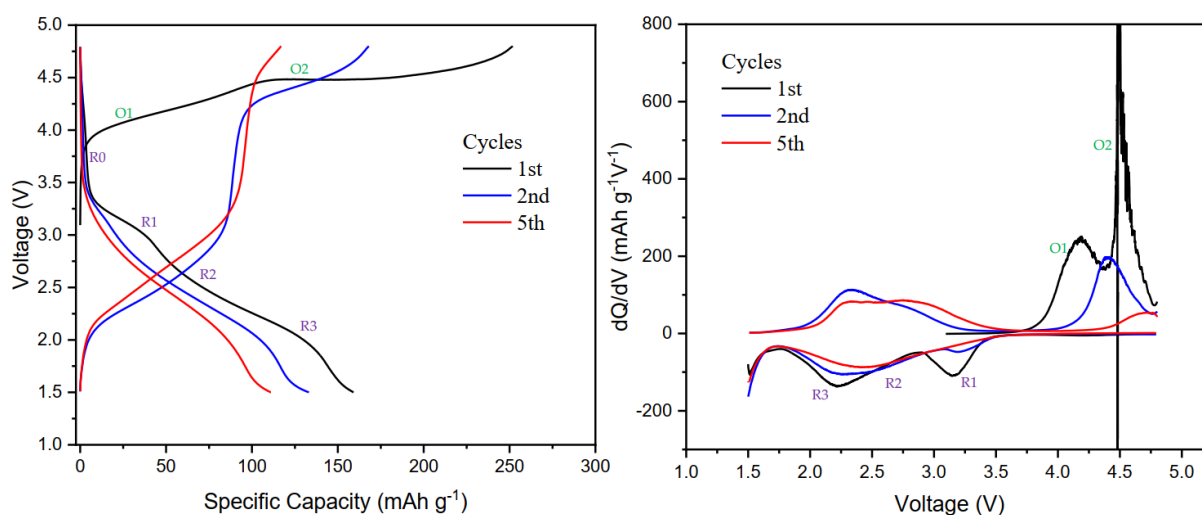 5.0
4.5
4.0
3.5
3.0
2.5
2.0
1.5
1.0
Voltage (V)
O1
O2
R0
R1
R2
R3
Cycles
1st
2nd
5th
0 50 100 150 200 250 300
Specific Capacity (mAh g⁻¹)
800
600
400
200
0
-200
dQ/dV (mAh g⁻¹V⁻¹)
Cycles
1st
2nd
5th
O2
O1
R3
R2
R1
1.0 1.5 2.0 2.5 3.0 3.5 4.0 4.5 5.0
Voltage (V)